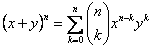 (x+y)^n = \sum_{k=0}^{n} \binom{n}{k} x^{n-k} y^k